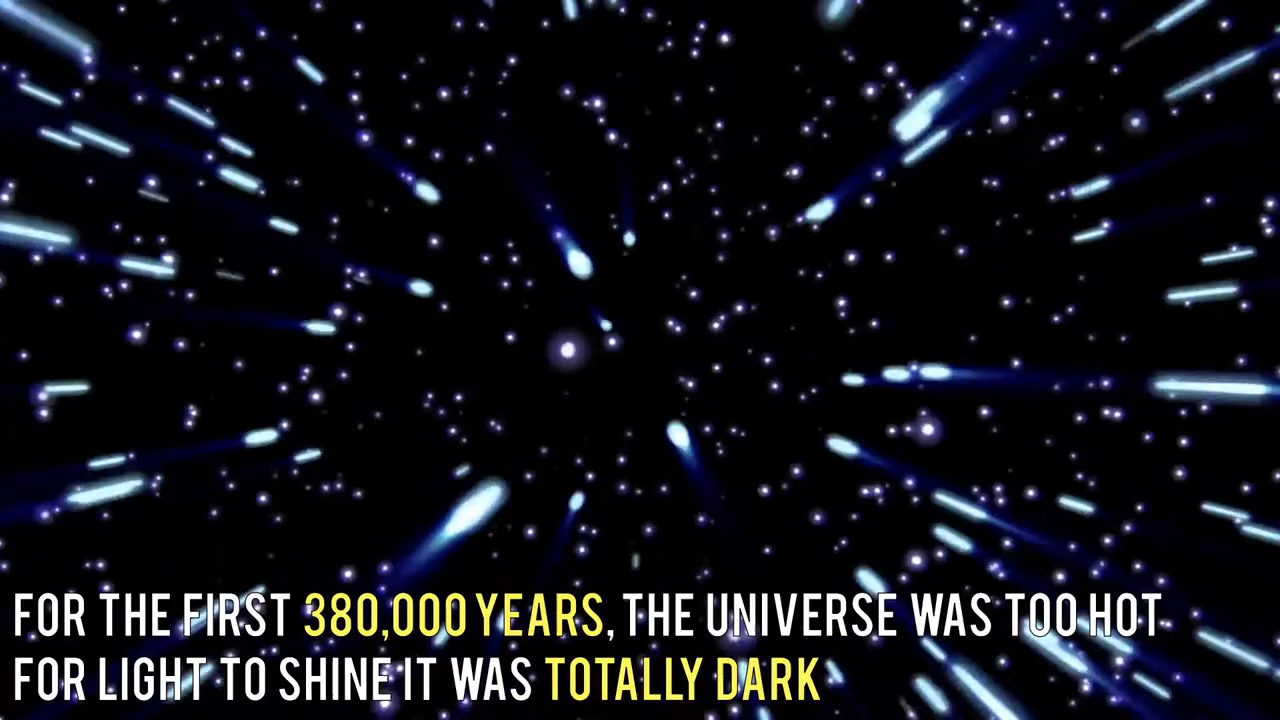 FOR THE FIRST 380,000 YEARS, THE UNIVERSE WAS TOO HOT
FOR LIGHT TO SHINE IT WAS TOTALLY DARK